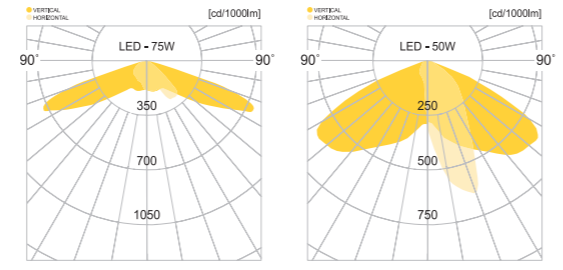 VERTICAL
HORIZONTAL
[cd/1000lm]
LED - 75W
90° 90°
350
700
1050
VERTICAL
HORIZONTAL
[cd/1000lm]
LED - 50W
90° 90°
250
500
750